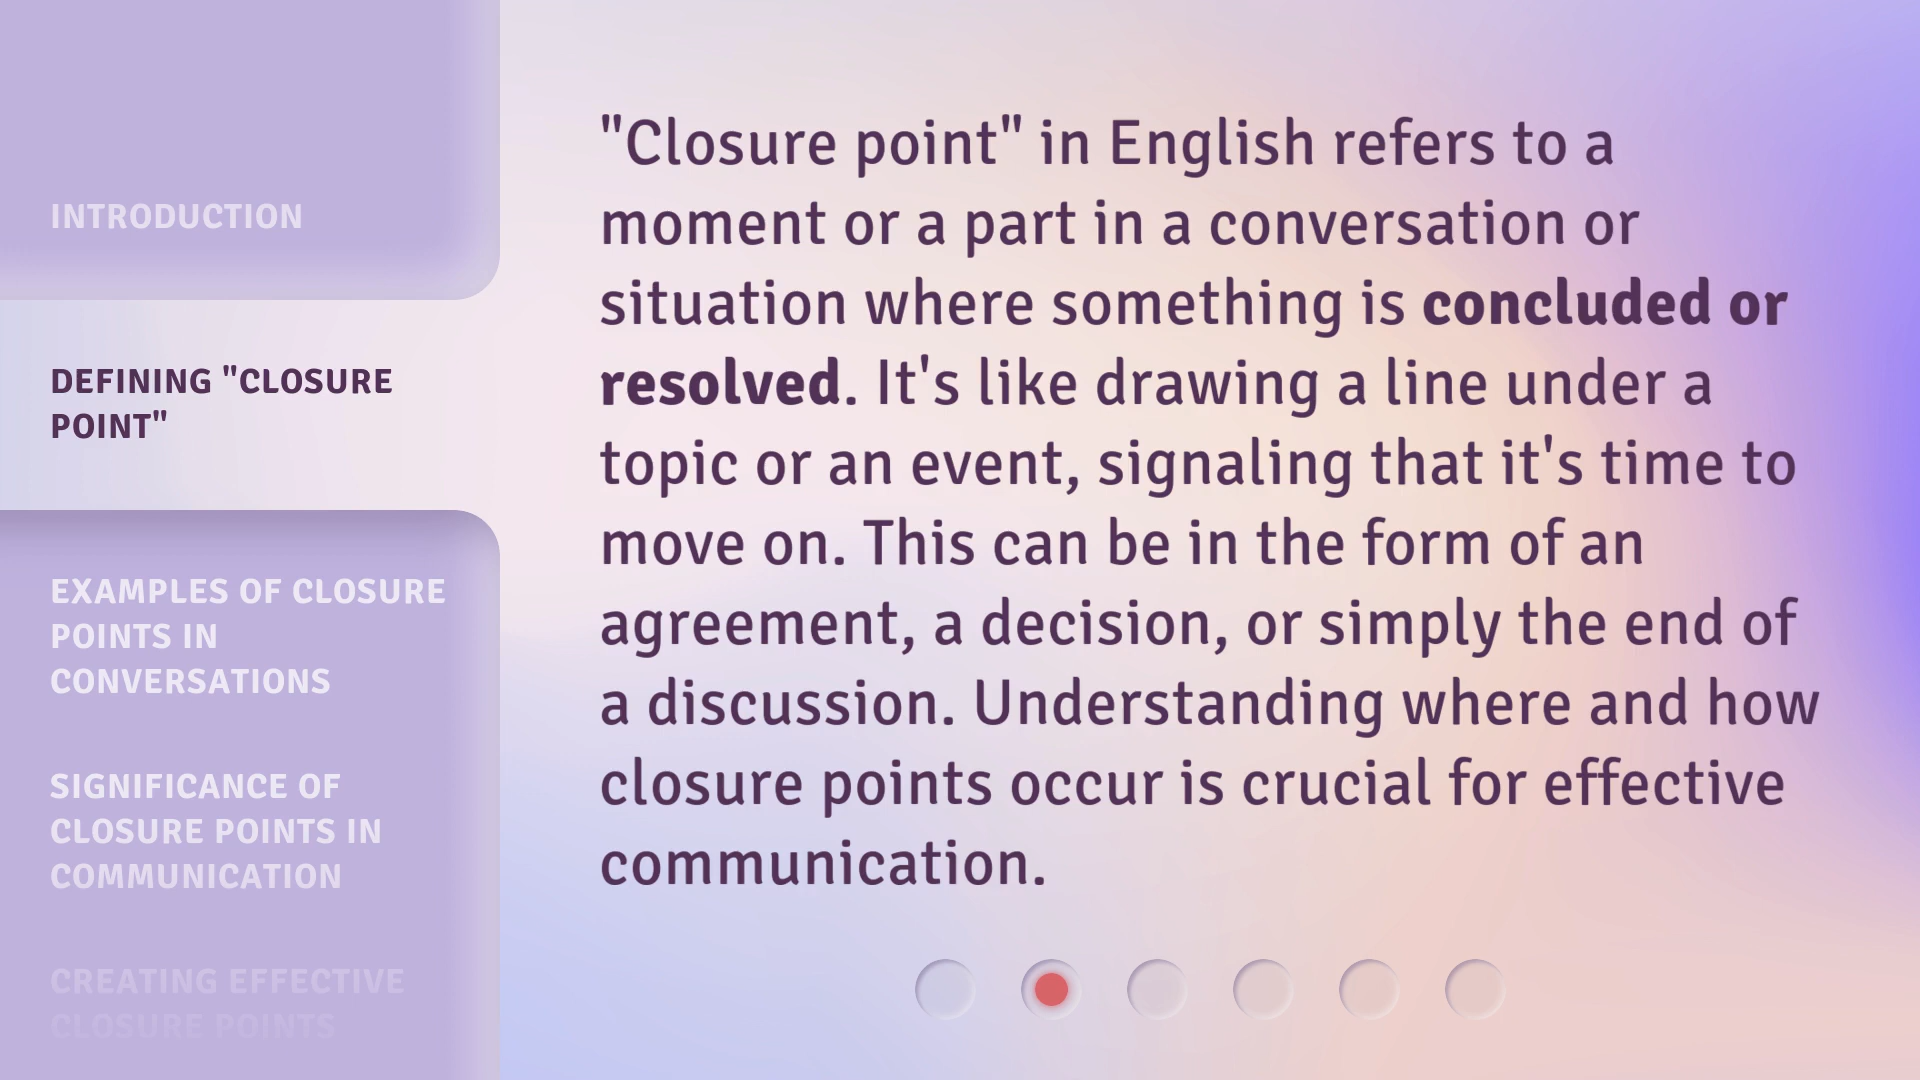 INTRODUCTION
DEFINING "CLOSURE
POINT"
EXAMPLES OF CLOSURE
POINTS IN
CONVERSATIONS
SIGNIFICANCE OF
CLOSURE POINTS IN
COMMUNICATION
CREATING EFFECTIVE
CLOSURE POINTS
"Closure point" in English refers to a
moment or a part in a conversation or
situation where something is concluded or
resolved. It's like drawing a line under a
topic or an event, signaling that it's time to
move on. This can be in the form of an
agreement, a decision, or simply the end of
a discussion. Understanding where and how
closure points occur is crucial for effective
communication.